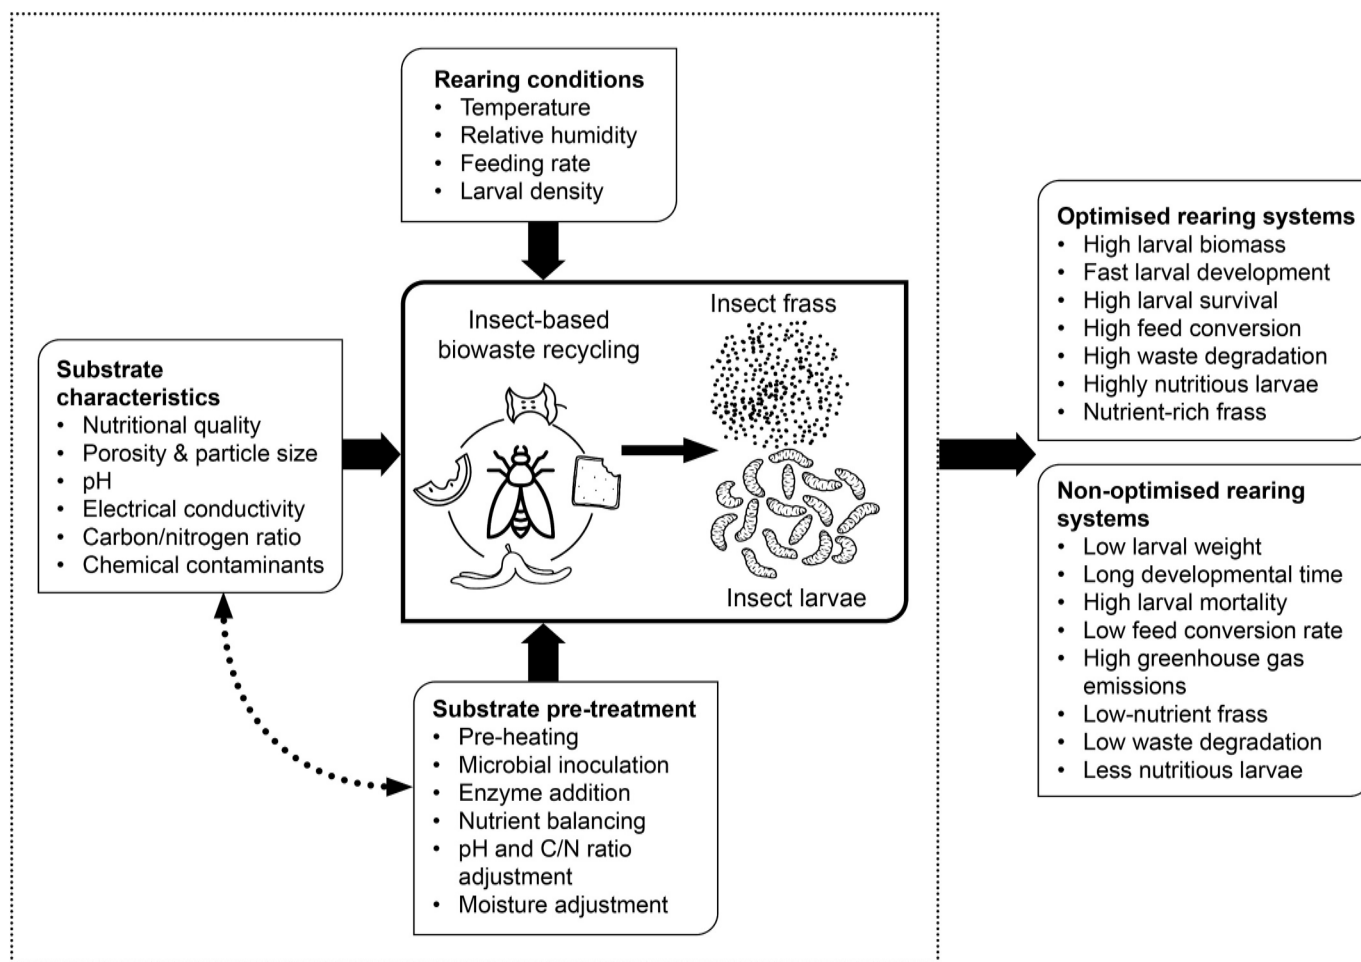 Rearing conditions
• Temperature
• Relative humidity
• Feeding rate
• Larval density
Substrate
characteristics
• Nutritional quality
• Porosity & particle size
• pH
• Electrical conductivity
• Carbon/nitrogen ratio
• Chemical contaminants
Insect-based
biowaste recycling
Insect frass
Insect larvae
Substrate pre-treatment
• Pre-heating
• Microbial inoculation
• Enzyme addition
• Nutrient balancing
• pH and C/N ratio
adjustment
• Moisture adjustment
Optimised rearing systems
• High larval biomass
• Fast larval development
• High larval survival
• High feed conversion
• High waste degradation
• Highly nutritious larvae
• Nutrient-rich frass
Non-optimised rearing
systems
• Low larval weight
• Long developmental time
• High larval mortality
• Low feed conversion rate
• High greenhouse gas
emissions
• Low-nutrient frass
• Low waste degradation
• Less nutritious larvae